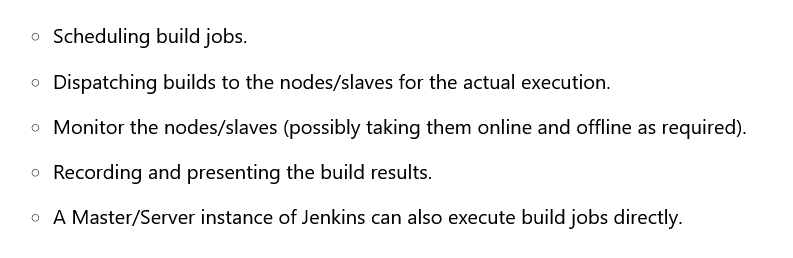 Scheduling build jobs.
Dispatching builds to the nodes/slaves for the actual execution.
Monitor the nodes/slaves (possibly taking them online and offline as required).
Recording and presenting the build results.
A Master/Server instance of Jenkins can also execute build jobs directly.